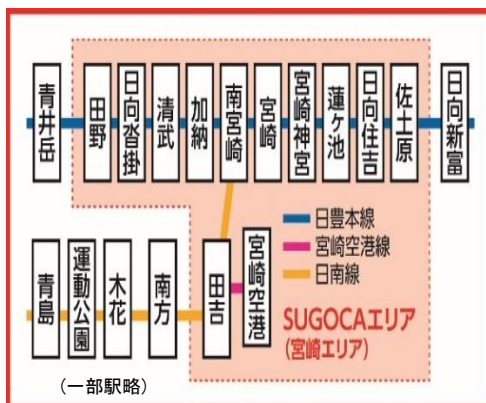 青井岳
田野
日向沓掛
清武
加納
南宮崎
宮崎
宮崎神宮
蓮ヶ池
日向住吉
佐土原
日向新富
日豊本線
宮崎空港線
日南線
青島
運動公園
木花
南方
田吉
宮崎空港
SUGOCAエリア
(宮崎エリア)
(一部駅略)